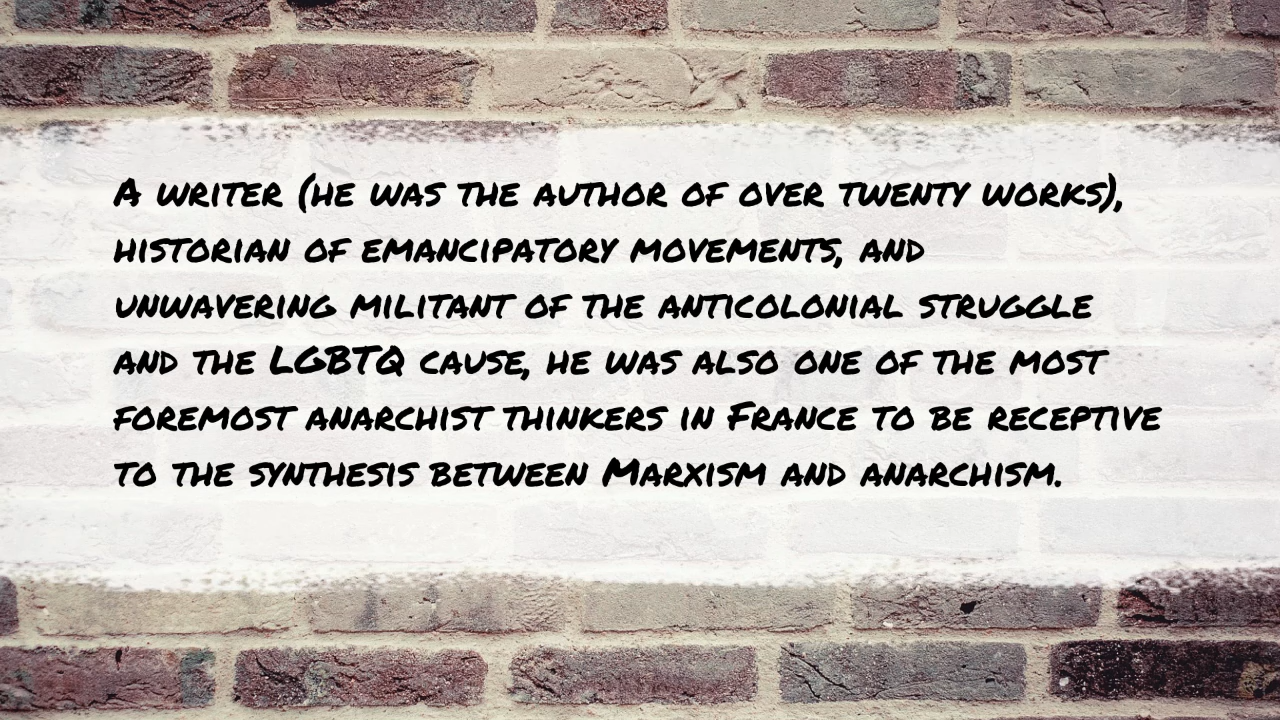 A writer (he was the author of over twenty works),
historian of emancipatory movements, and
unwavering militant of the anticolonial struggle
and the LGBTQ cause, he was also one of the most
foremost anarchist thinkers in France to be receptive
to the synthesis between Marxism and anarchism.